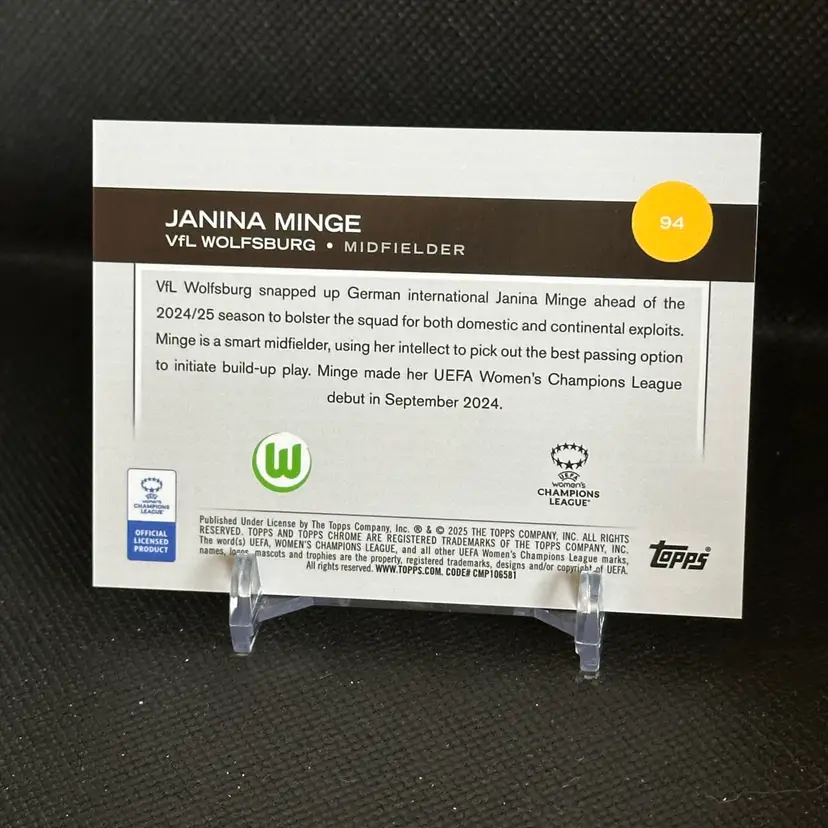 JANINA MINGE
94
VfL WOLFSBURG • MIDFIELDER
VfL Wolfsburg snapped up German international Janina Minge ahead of the
2024/25 season to bolster the squad for both domestic and continental exploits.
Minge is a smart midfielder, using her intellect to pick out the best passing option
to initiate build-up play. Minge made her UEFA Women's Champions League
debut in September 2024.
W
UEFA
women's
CHAMPIONS
LEAGUE
women's
CHAMPIONS
LEAGUE
OFFICIAL
LICENSED
PRODUCT
Published Under License by The Topps Company, Inc. ® & © 2025 THE TOPPS COMPANY, INC. ALL RIGHTS
RESERVED. TOPPS AND TOPPS CHROME ARE REGISTERED TRADEMARKS OF THE TOPPS COMPANY, INC.
The word(s) UEFA, WOMEN'S CHAMPIONS LEAGUE, and all other UEFA Women's Champions League marks,
names, logos, mascots and trophies are the property, registered trademarks, designs and/or copyright of UEFA.
All rights reserved. WWW.TOPPS.COM. CODE# CMP106581
Topps®